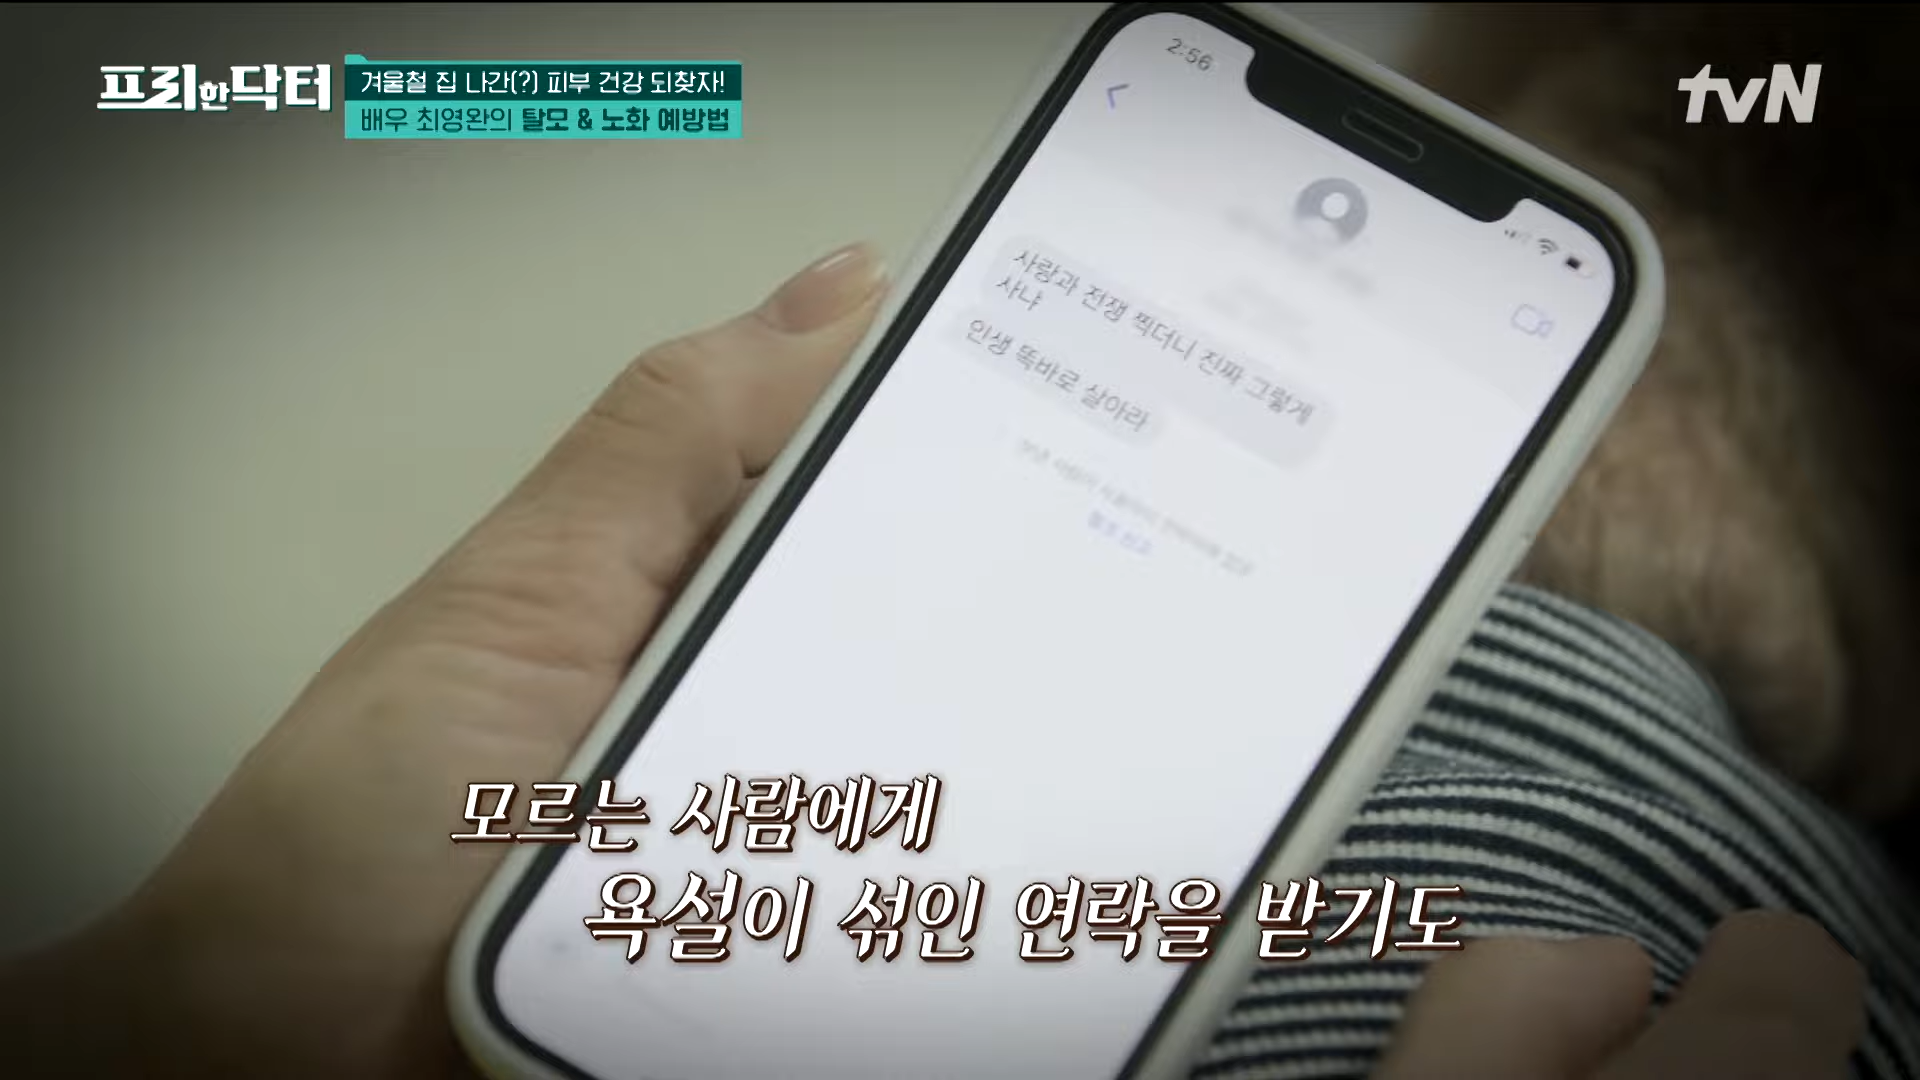 프리한닥터
겨울철 집 나간(?) 피부 건강 되찾자!
배우 최영완의 탈모 & 노화 예방법
tvN
2:56
사랑과 전쟁 찍더니 진짜 그렇게
사냐
인생 똑바로 살아라
모르는 사람에게
욕설이 섞인 연락을 받기도